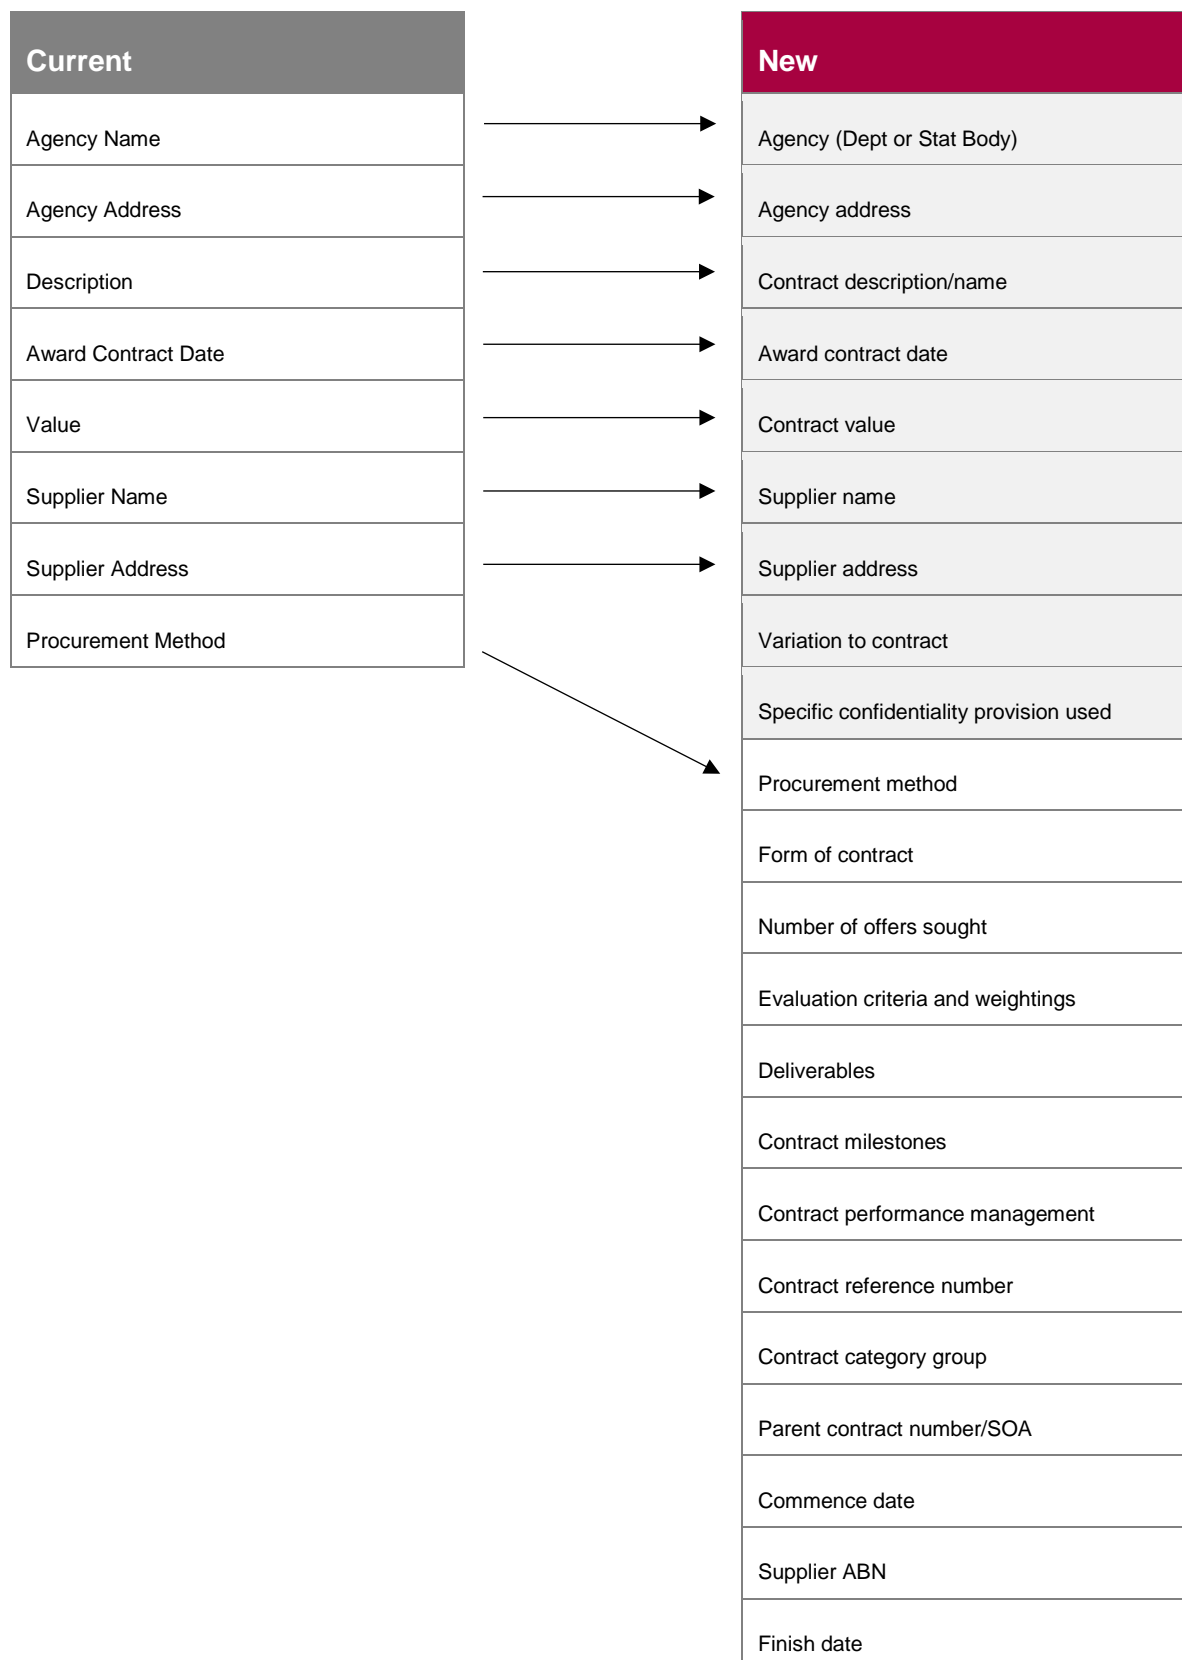 Current
Agency Name
Agency Address
Description
Award Contract Date
Value
Supplier Name
Supplier Address
Procurement Method
New
Agency (Dept or Stat Body)
Agency address
Contract description/name
Award contract date
Contract value
Supplier name
Supplier address
Variation to contract
Specific confidentiality provision used
Procurement method
Form of contract
Number of offers sought
Evaluation criteria and weightings
Deliverables
Contract milestones
Contract performance management
Contract reference number
Contract category group
Parent contract number/SOA
Commence date
Supplier ABN
Finish date